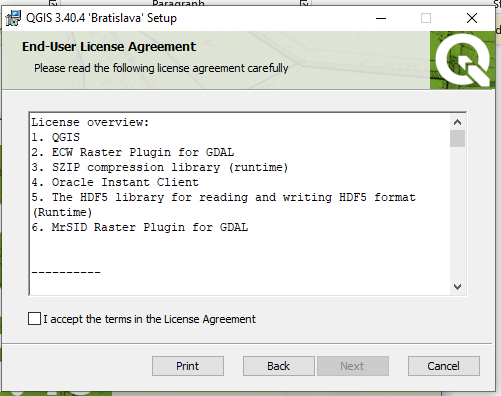 Paragraph
QGIS 3.40.4 'Bratislava' Setup
End-User License Agreement
Please read the following license agreement carefully
License overview:
1. QGIS
2. ECW Raster Plugin for GDAL
3. SZIP compression library (runtime)
4. Oracle Instant Client
5. The HDF5 library for reading and writing HDF5 format
(Runtime)
6. MrSID Raster Plugin for GDAL
----------
I accept the terms in the License Agreement
Print
Back
Next
Cancel